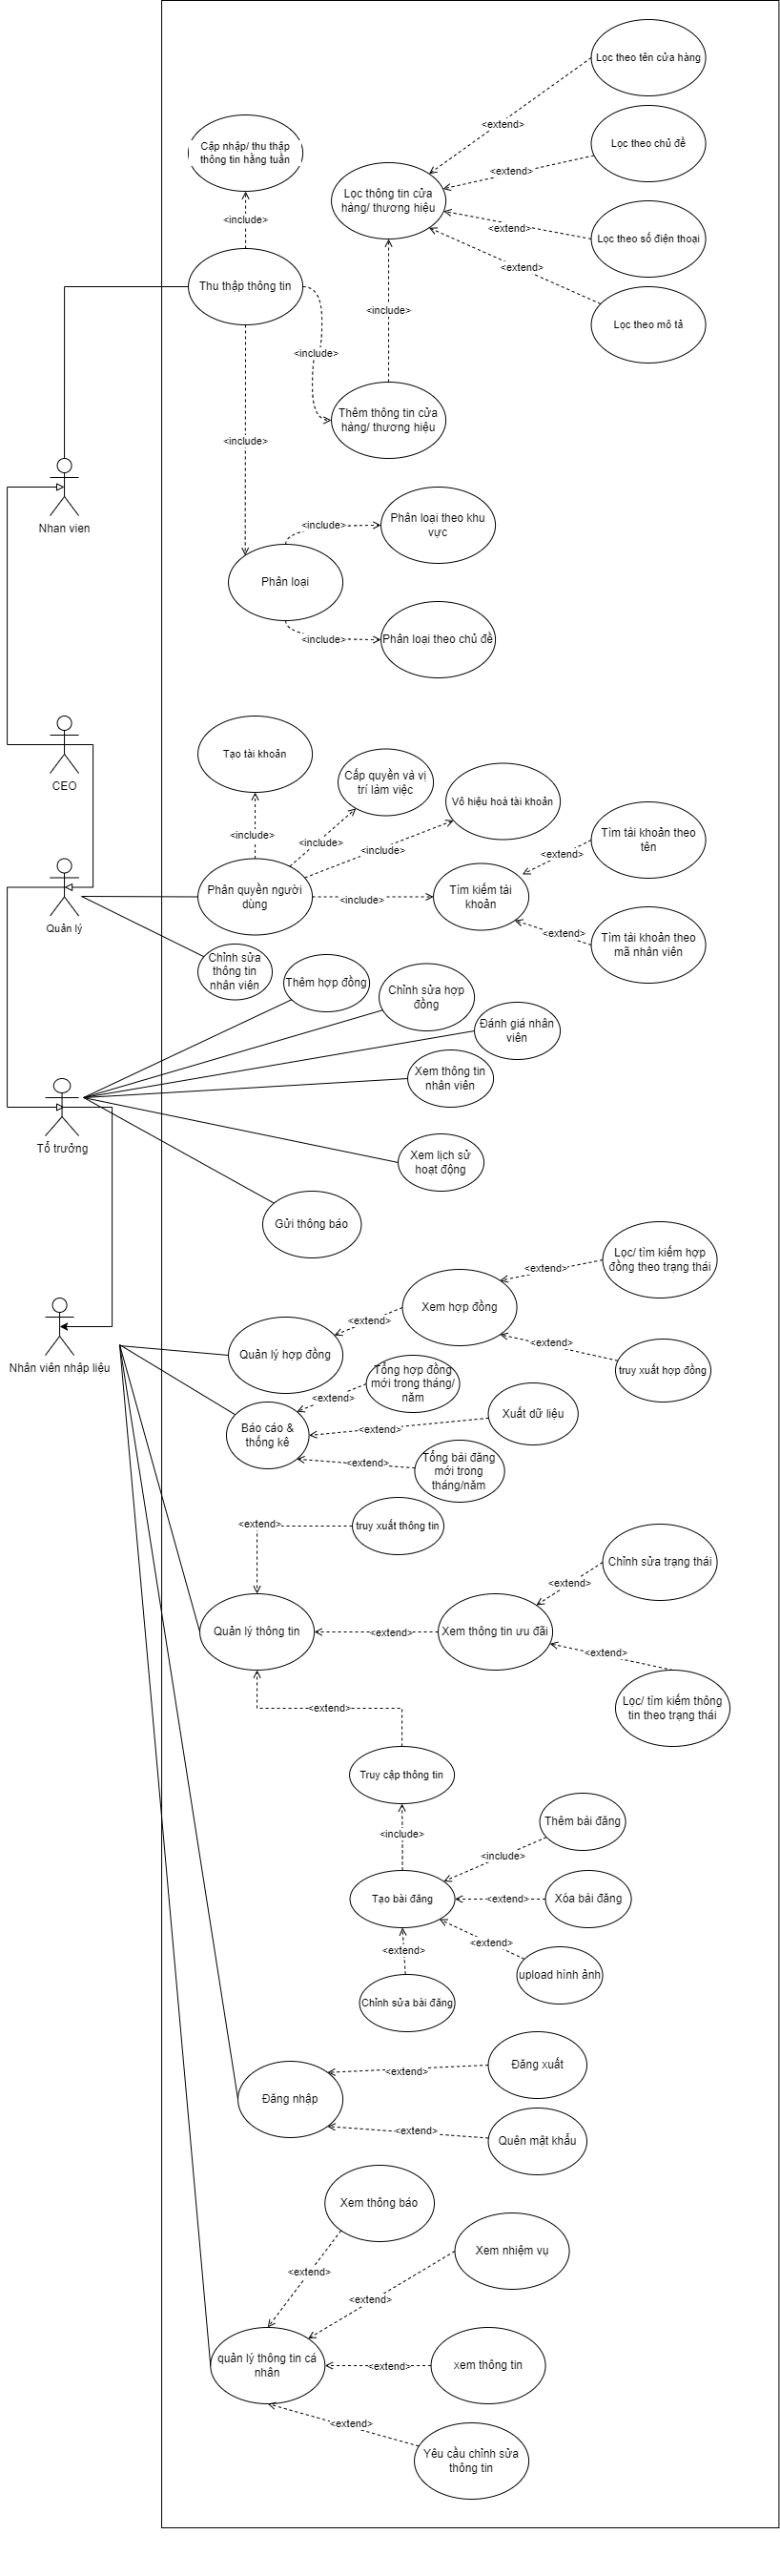 Lọc theo tên cửa hàng
<extend>
Cập nhập/ thu thập
thông tin hằng tuần
Lọc theo chủ đề
<extend>
Lọc thông tin cửa
hàng/ thương hiệu
<include>
<extend>
Lọc theo số điện thoại
<extend>
Thu thập thông tin
<include>
Lọc theo mô tả
<include>
Thêm thông tin cửa
hàng/ thương hiệu
<include>
Nhan vien
Phân loại theo khu
vực
<include>
Phân loại
<include>
Phân loại theo chủ đề
CEO
Tạo tài khoản
Cấp quyền và vị
trí làm việc
Vô hiệu hoá tài khoản
<include>
<include>
<include>
Tìm tài khoản theo
tên
<extend>
Quản lý
Phân quyền người
dùng
<include>
Tìm kiếm tài
khoản
<extend>
Tìm tài khoản theo
mã nhân viên
Chỉnh sửa
thông tin
nhân viên
Thêm hợp đồng
Chỉnh sửa hợp
đồng
Đánh giá nhân
viên
Xem thông tin
nhân viên
Tổ trưởng
Xem lịch sử
hoạt động
Gửi thông báo
Lọc/ tìm kiếm hợp
đồng theo trạng thái
<extend>
Xem hợp đồng
<extend>
<extend>
Nhân viên nhập liệu
Quản lý hợp đồng
truy xuất hợp đồng
Tổng hợp đồng
mới trong tháng/
năm
<extend>
Xuất dữ liệu
Báo cáo &
thống kê
<extend>
<extend>
Tổng bài đăng
mới trong
tháng/năm
<extend>
truy xuất thông tin
Chỉnh sửa trạng thái
<extend>
Quản lý thông tin
<extend>
Xem thông tin ưu đãi
<extend>
Lọc/ tìm kiếm thông
tin theo trạng thái
<extend>
Truy cập thông tin
<include>
Thêm bài đăng
<include>
Tạo bài đăng
<extend>
Xóa bài đăng
<extend>
<extend>
upload hình ảnh
Chỉnh sửa bài đăng
Đăng xuất
<extend>
Đăng nhập
<extend>
Quên mật khẩu
Xem thông báo
<extend>
Xem nhiệm vụ
<extend>
quản lý thông tin cá
nhân
<extend>
xem thông tin
<extend>
Yêu cầu chỉnh sửa
thông tin